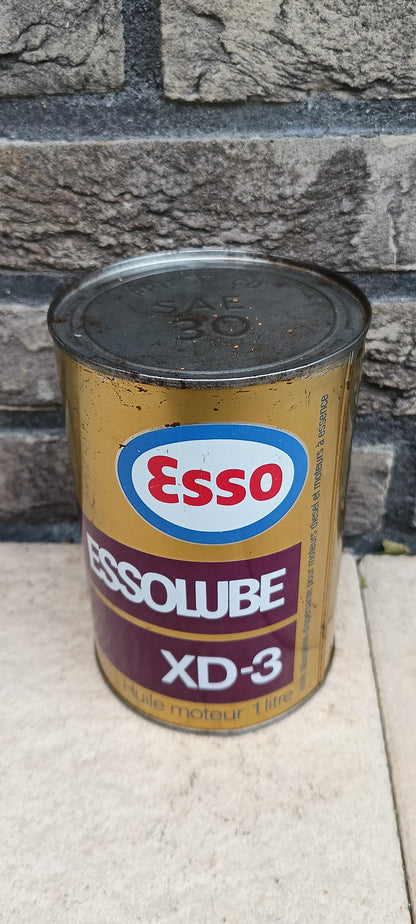 SAE
30
Esso
ESSOLUBE
XD-3
Huile moteur 1 litre
pour moteurs diesel et moteurs à essence